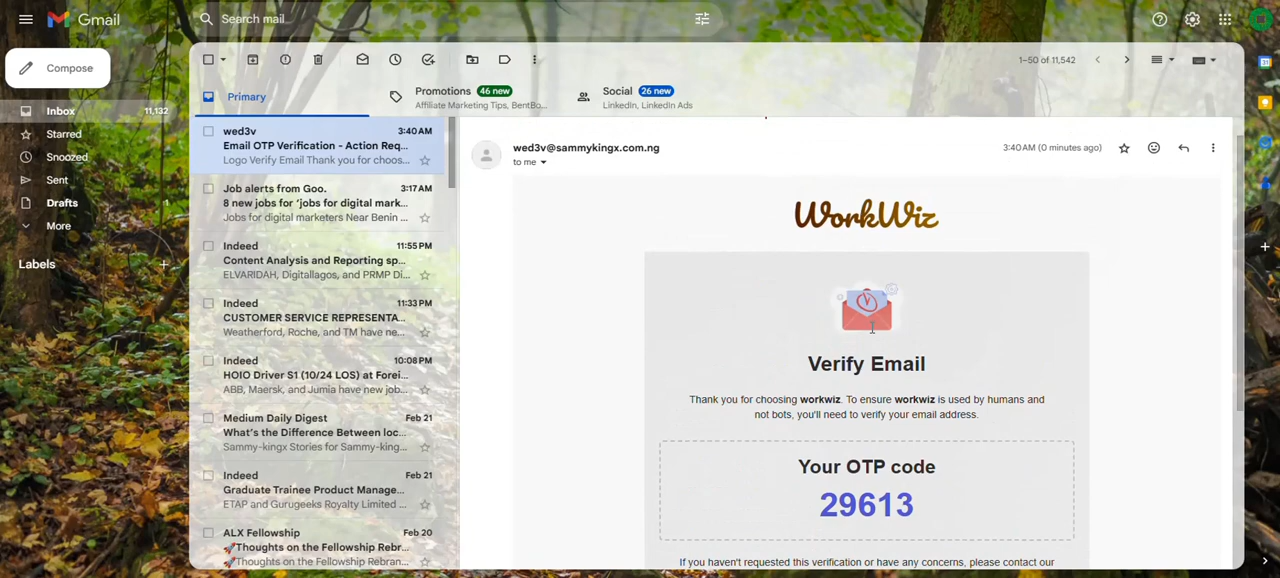 Gmail
Search mail
Compose
1–50 of 11,542
Inbox 11,132
Starred
Snoozed
Sent
Drafts 1
More
Labels
Primary
Promotions 46 new
Affiliate Marketing Tips, BentBo...
Social 26 new
LinkedIn, LinkedIn Ads
wed3v 3:40 AM
Email OTP Verification - Action Req...
Logo Verify Email Thank you for choos...
Job alerts from Goo. 3:17 AM
8 new jobs for ‘jobs for digital mark...
Jobs for digital marketers Near Benin ...
Indeed 11:55 PM
Content Analysis and Reporting sp...
ELVARIDAH, Digitallagos, and PRMP Di...
Indeed 11:33 PM
CUSTOMER SERVICE REPRESENTA...
Weatherford, Roche, and TM have ne...
Indeed 10:08 PM
HOIO Driver S1 (10/24 LOS) at Forei...
ABB, Maersk, and Jumia have new job...
Medium Daily Digest Feb 21
What’s the Difference Between loc...
Sammy-kingx Stories for Sammy-king...
Indeed Feb 21
Graduate Trainee Product Manage...
ETAP and Gurugeeks Royalty Limited ...
ALX Fellowship Feb 20
🚀Thoughts on the Fellowship Rebr...
🚀Thoughts on the Fellowship Rebran...
wed3v@sammykingx.com.ng 3:40 AM (0 minutes ago)
to me
WorkWiz
Verify Email
Thank you for choosing workwiz. To ensure workwiz is used by humans and
not bots, you'll need to verify your email address.
Your OTP code
29613
If you haven't requested this verification or have any concerns, please contact our